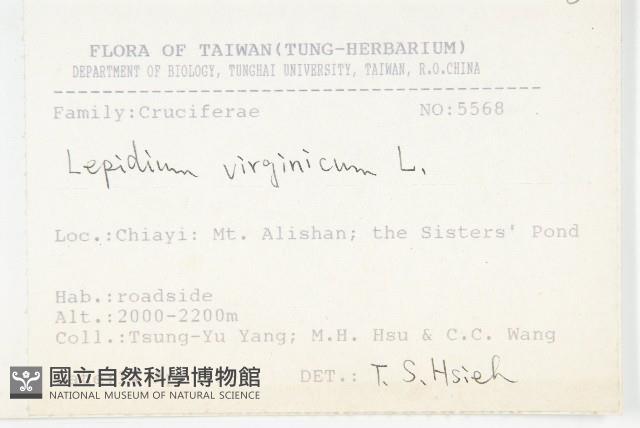 FLORA OF TAIWAN(TUNG-HERBARIUM)
DEPARTMENT OF BIOLOGY, TUNGHAI UNIVERSITY, TAIWAN, R.O.CHINA
Family:Cruciferae NO:5568
Lepidium virginicum L.
Loc.:Chiayi: Mt. Alishan; the Sisters' Pond
Hab.:roadside
Alt.:2000-2200m
Coll.:Tsung-Yu Yang; M.H. Hsu & C.C. Wang
DET.: T. S. Hsieh
國立自然科學博物館
NATIONAL MUSEUM OF NATURAL SCIENCE